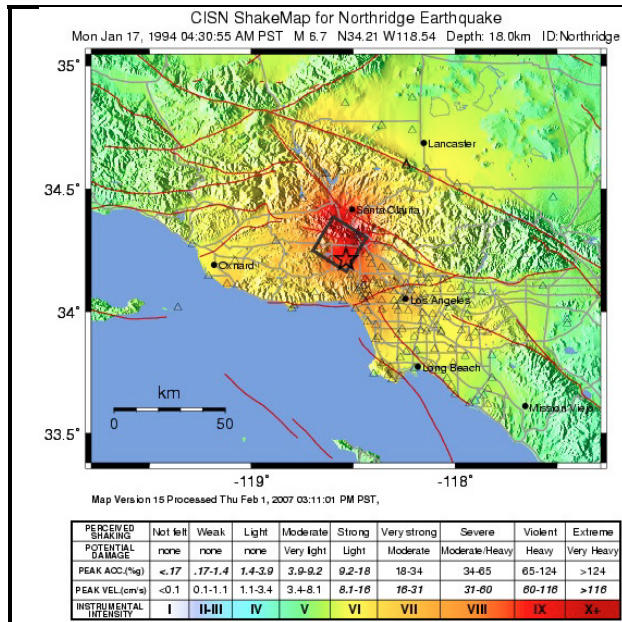 CISN ShakeMap for Northridge Earthquake
Mon Jan 17, 1994 04:30:55 AM PST M 6.7 N34.21 W118.54 Depth: 18.0km ID:Northridge
35°
Lancaster
34.5°
Santa Clarita
Oxnard
34°
Los Angeles
Long Beach
km
Mission Viejo
0 50
33.5°
-119° -118°
Map Version 15 Processed Thu Feb 1, 2007 03:11:01 PM PST,
PERCEIVED SHAKING Not felt Weak Light Moderate Strong Very strong Severe Violent Extreme
POTENTIAL DAMAGE none none none Very light Light Moderate Moderate/Heavy Heavy Very Heavy
PEAK ACC.(%g) <.17 .17-1.4 1.4-3.9 3.9-9.2 9.2-18 18-34 34-65 65-124 >124
PEAK VEL.(cm/s) <0.1 0.1-1.1 1.1-3.4 3.4-8.1 8.1-16 16-31 31-60 60-116 >116
INSTRUMENTAL INTENSITY I II-III IV V VI VII VIII IX X+